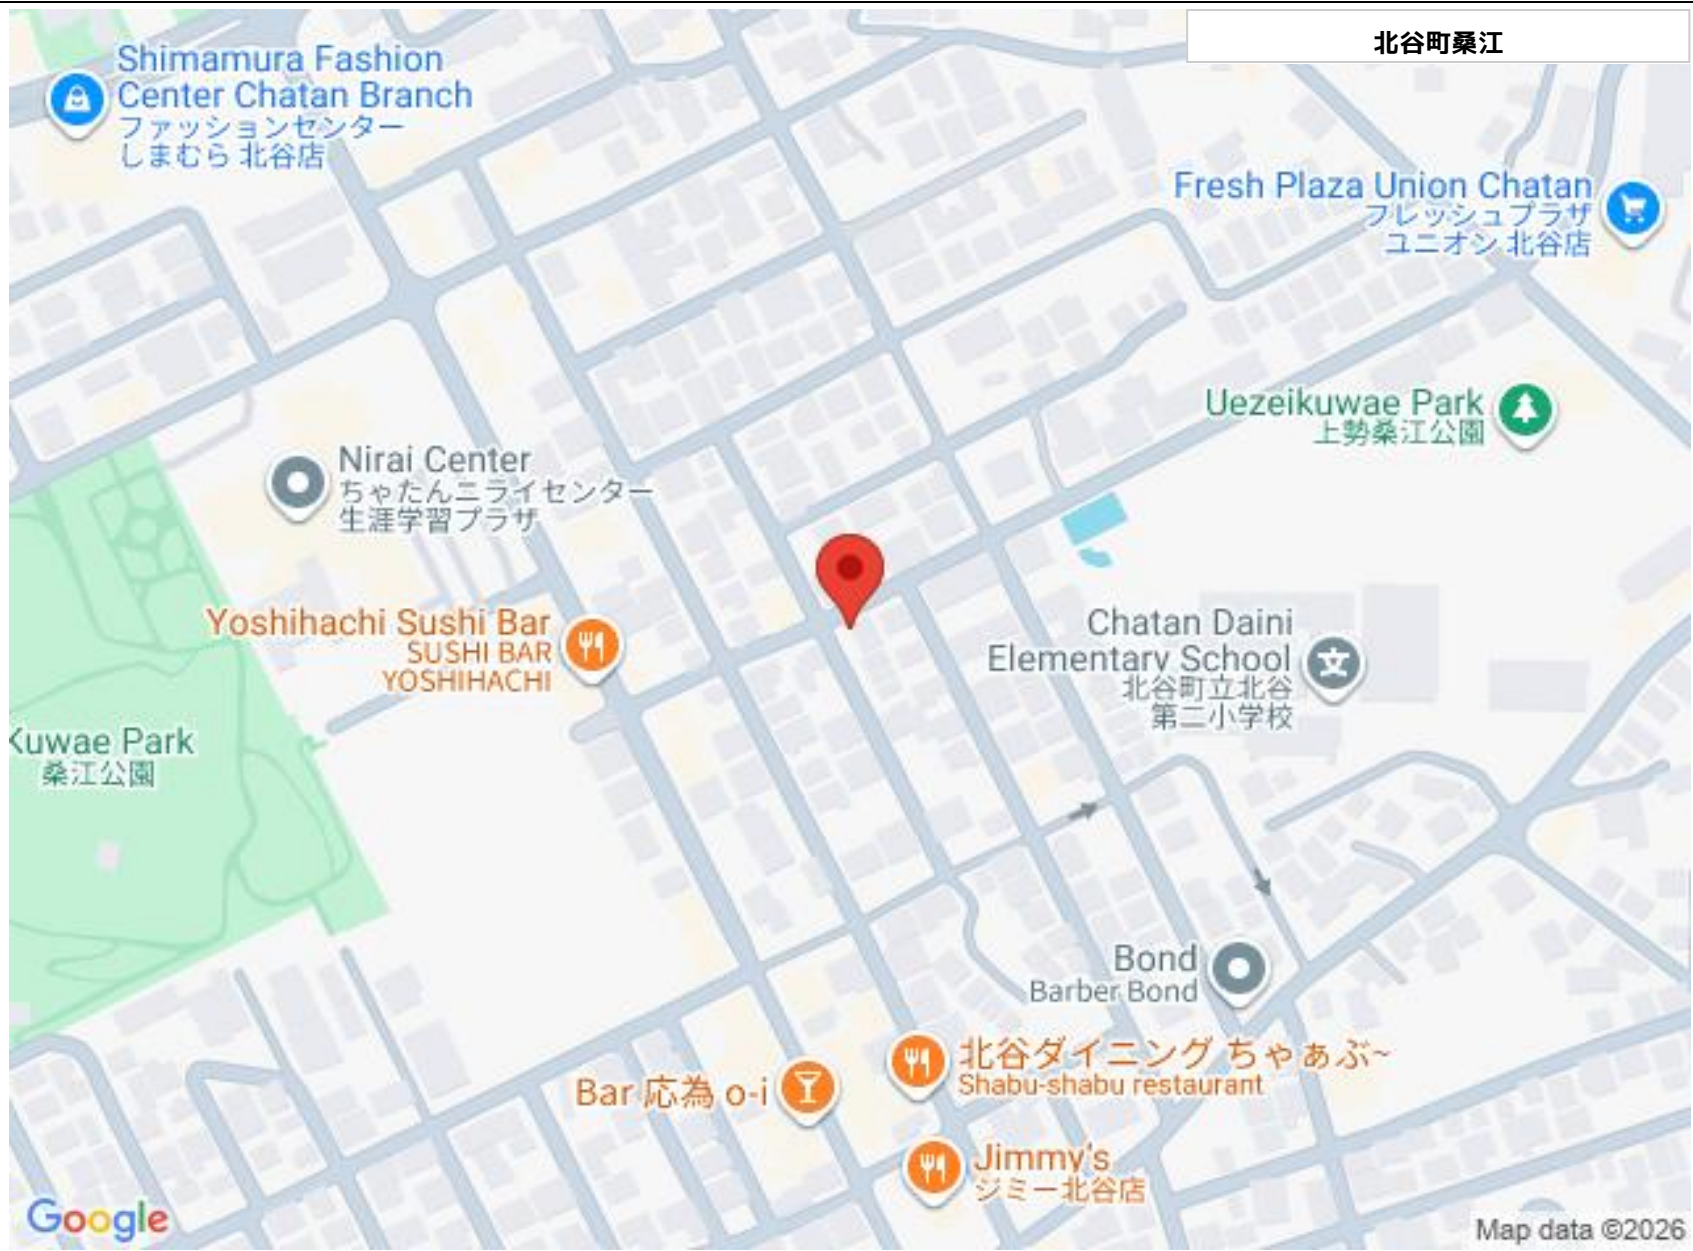 北谷町桑江
Shimamura Fashion
Center Chatan Branch
ファッションセンター
しまむら 北谷店
Fresh Plaza Union Chatan
フレッシュプラザ
ユニオン 北谷店
Uezeikuwae Park
上勢桑江公園
Nirai Center
ちゃたんニライセンター
生涯学習プラザ
Yoshihachi Sushi Bar
SUSHI BAR
YOSHIHACHI
Chatan Daini
Elementary School
北谷町立北谷
第二小学校
Kuwae Park
桑江公園
Bond
Barber Bond
北谷ダイニング ちゃぁぶ~
Shabu-shabu restaurant
Bar 応為 o-i
Jimmy's
ジミー北谷店
Google
Map data ©2026